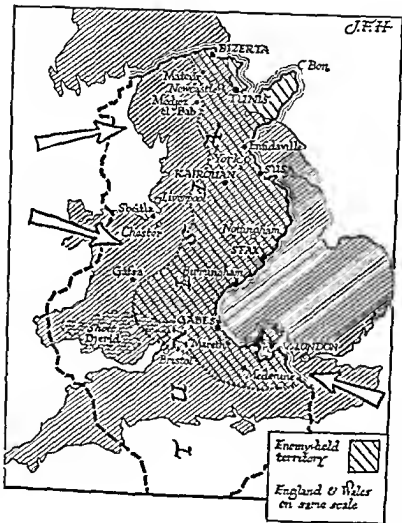 J.F.H
BIZERTA
C. Bon
Mateur
Newcastle
TUNIS
Medjez
el Bab
Enfidaville
York
SUS
KAIROUAN
Liverpool
Sbeitla
Chester
Nottingham
SFAX
Gafsa
Birmingham
GABES
Shott
Djerid
LONDON
Mareth
Bristol
Medenine
Enemy-held
territory
England & Wales
on same scale